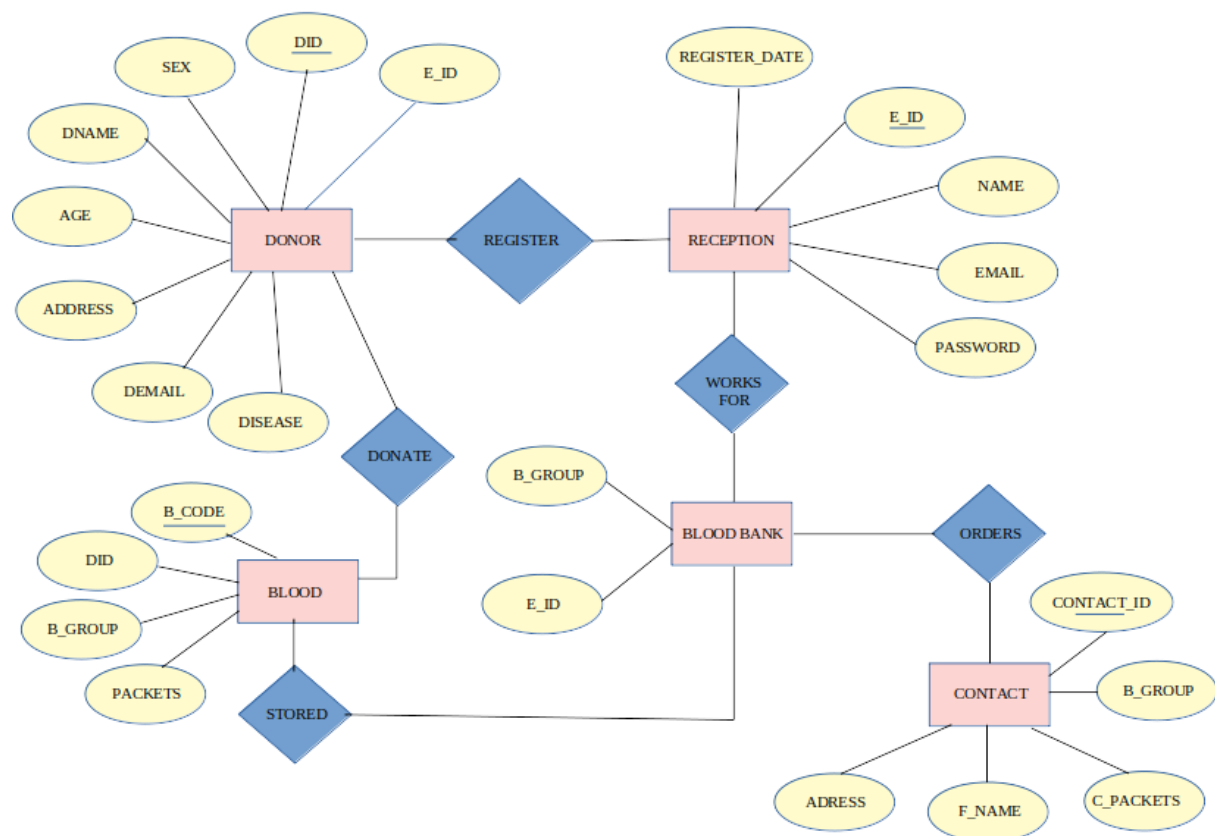 DID
REGISTER_DATE
SEX
E_ID
E_ID
DNAME
NAME
AGE
DONOR
REGISTER
RECEPTION
EMAIL
ADDRESS
PASSWORD
DEMAIL
WORKS
FOR
DISEASE
DONATE
B_GROUP
B_CODE
BLOOD BANK
ORDERS
DID
BLOOD
E_ID
CONTACT_ID
B_GROUP
PACKETS
STORED
CONTACT
B_GROUP
ADRESS
F_NAME
C_PACKETS